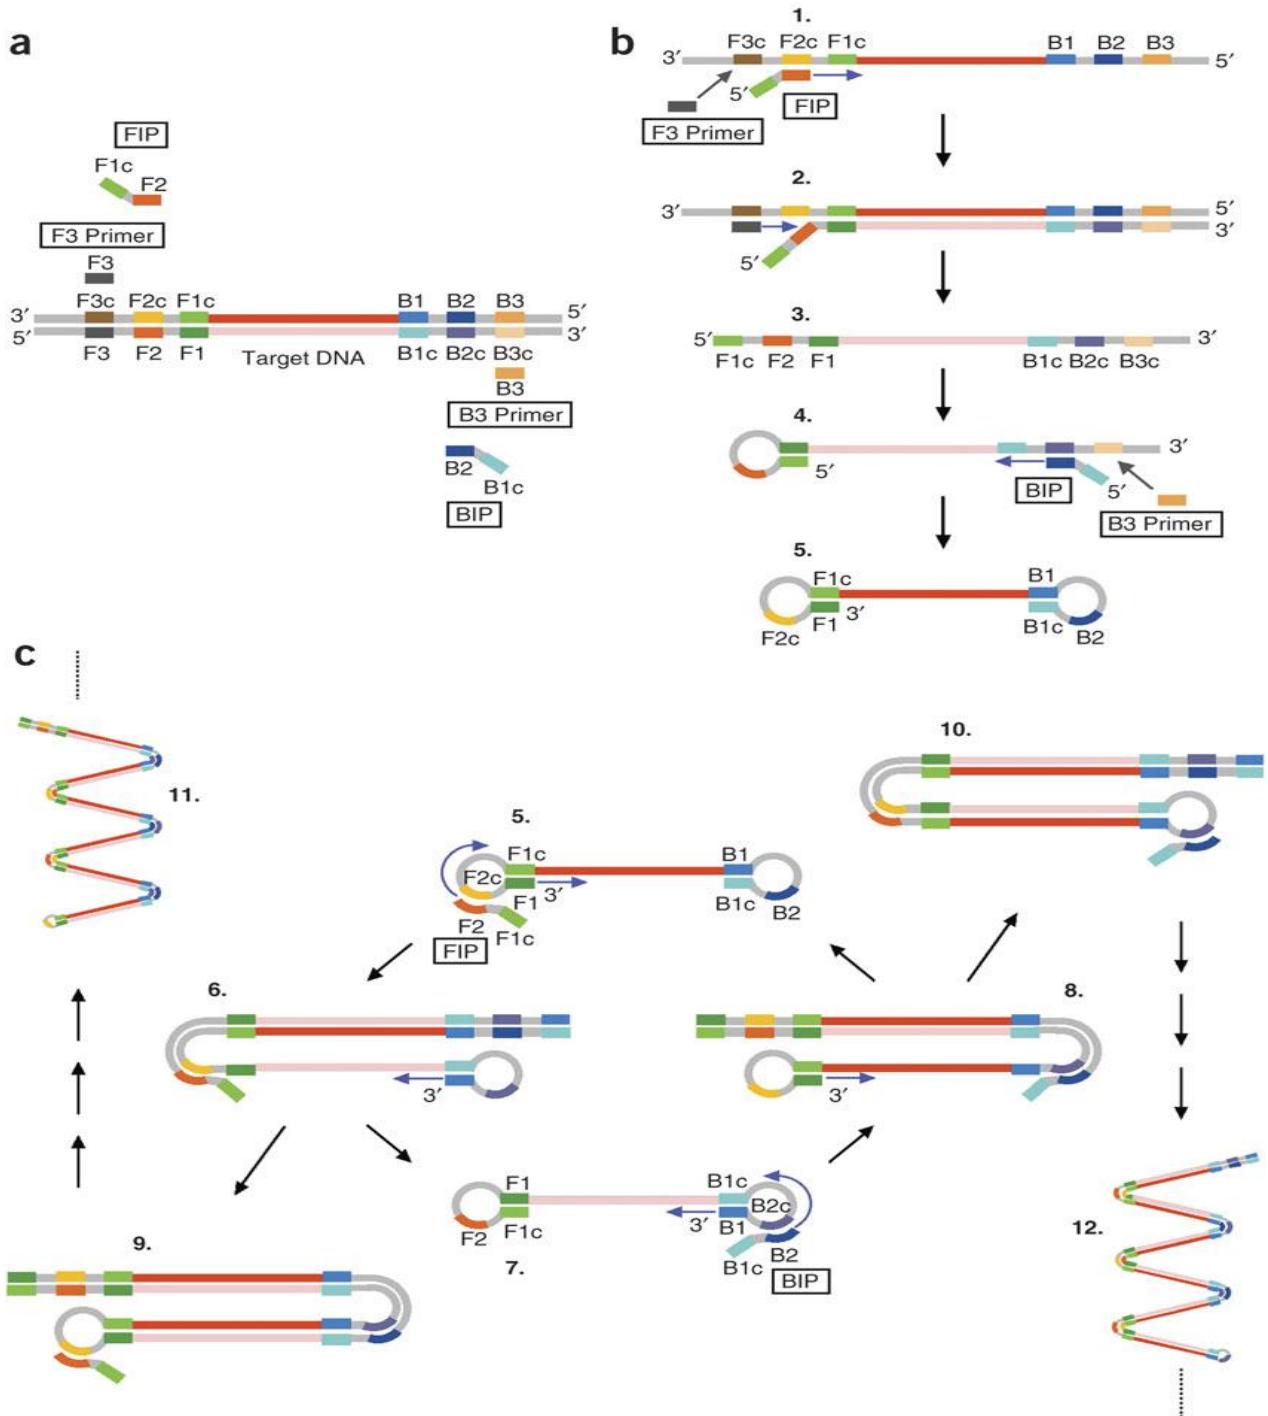 a
FIP
F1c
F2
F3 Primer
F3
F3c F2c F1c B1 B2 B3
3′ 5′
5′ 3′
F3 F2 F1 Target DNA B1c B2c B3c
B3
B3 Primer
B2
B1c
BIP
b
1.
F3c F2c F1c B1 B2 B3
3′ 5′
5′
FIP
F3 Primer
2.
3′ 5′
3′
5′
3.
5′ 3′
F1c F2 F1 B1c B2c B3c
4.
3′
5′
BIP 5′
B3 Primer
5.
F1c B1
3′
F2c F1 B1c B2
c
11.
5.
F1c B1
F2c
3′
F1 B1c B2
F2 F1c
FIP
10.
6.
3′
8.
3′
9.
F1 B1c
B2c
3′ B1
F2 F1c B1c B2
7.
BIP
12.